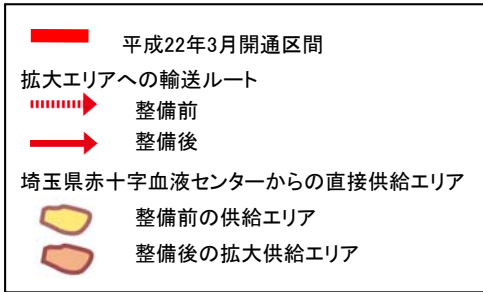 平成22年3月開通区間
拡大エリアへの輸送ルート
整備前
整備後
埼玉県赤十字血液センターからの直接供給エリア
整備前の供給エリア
整備後の拡大供給エリア